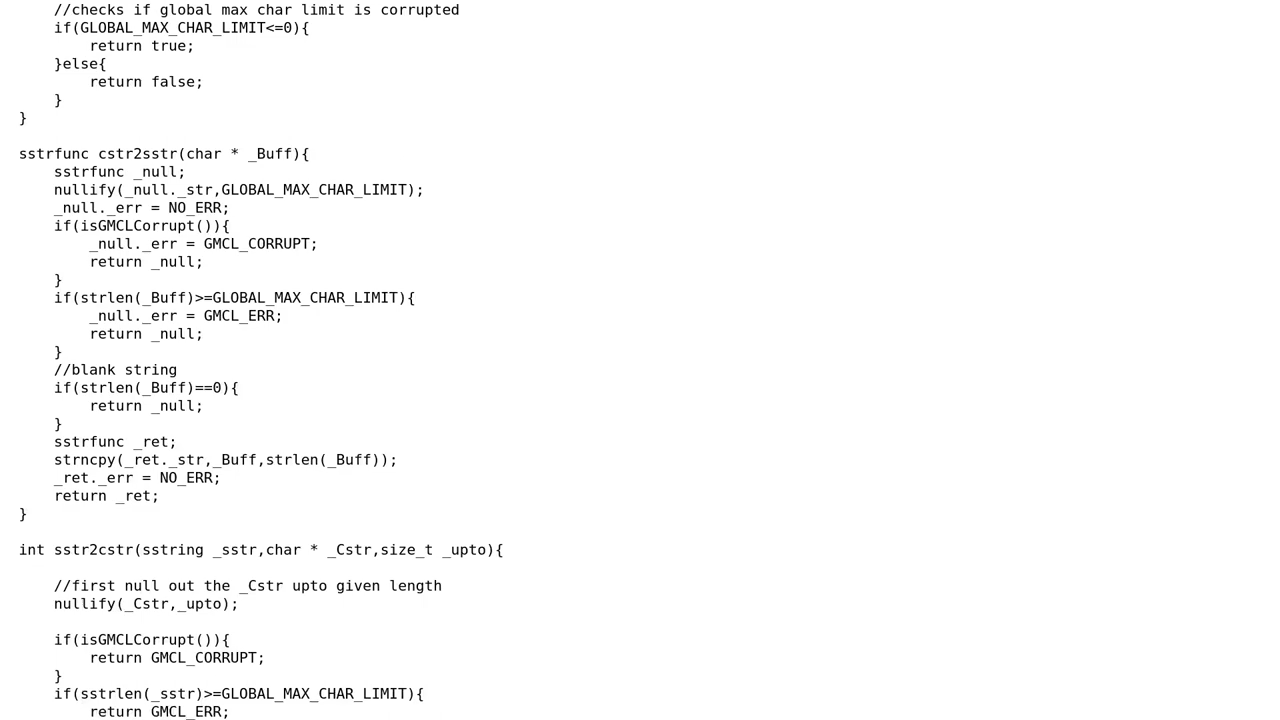 //checks if global max char limit is corrupted
if(GLOBAL_MAX_CHAR_LIMIT<=0){
return true;
}else{
return false;
}
}
sstrfunc cstr2sstr(char * _Buff){
sstrfunc _null;
nullify(_null._str,GLOBAL_MAX_CHAR_LIMIT);
_null._err = NO_ERR;
if(isGMCLCorrupt()){
_null._err = GMCL_CORRUPT;
return _null;
}
if(strlen(_Buff)>=GLOBAL_MAX_CHAR_LIMIT){
_null._err = GMCL_ERR;
return _null;
}
//blank string
if(strlen(_Buff)==0){
return _null;
}
sstrfunc _ret;
strncpy(_ret._str,_Buff,strlen(_Buff));
_ret._err = NO_ERR;
return _ret;
}
int sstr2cstr(sstring _sstr,char * _Cstr,size_t _upto){
//first null out the _Cstr upto given length
nullify(_Cstr,_upto);
if(isGMCLCorrupt()){
return GMCL_CORRUPT;
}
if(sstrlen(_sstr)>=GLOBAL_MAX_CHAR_LIMIT){
return GMCL_ERR;